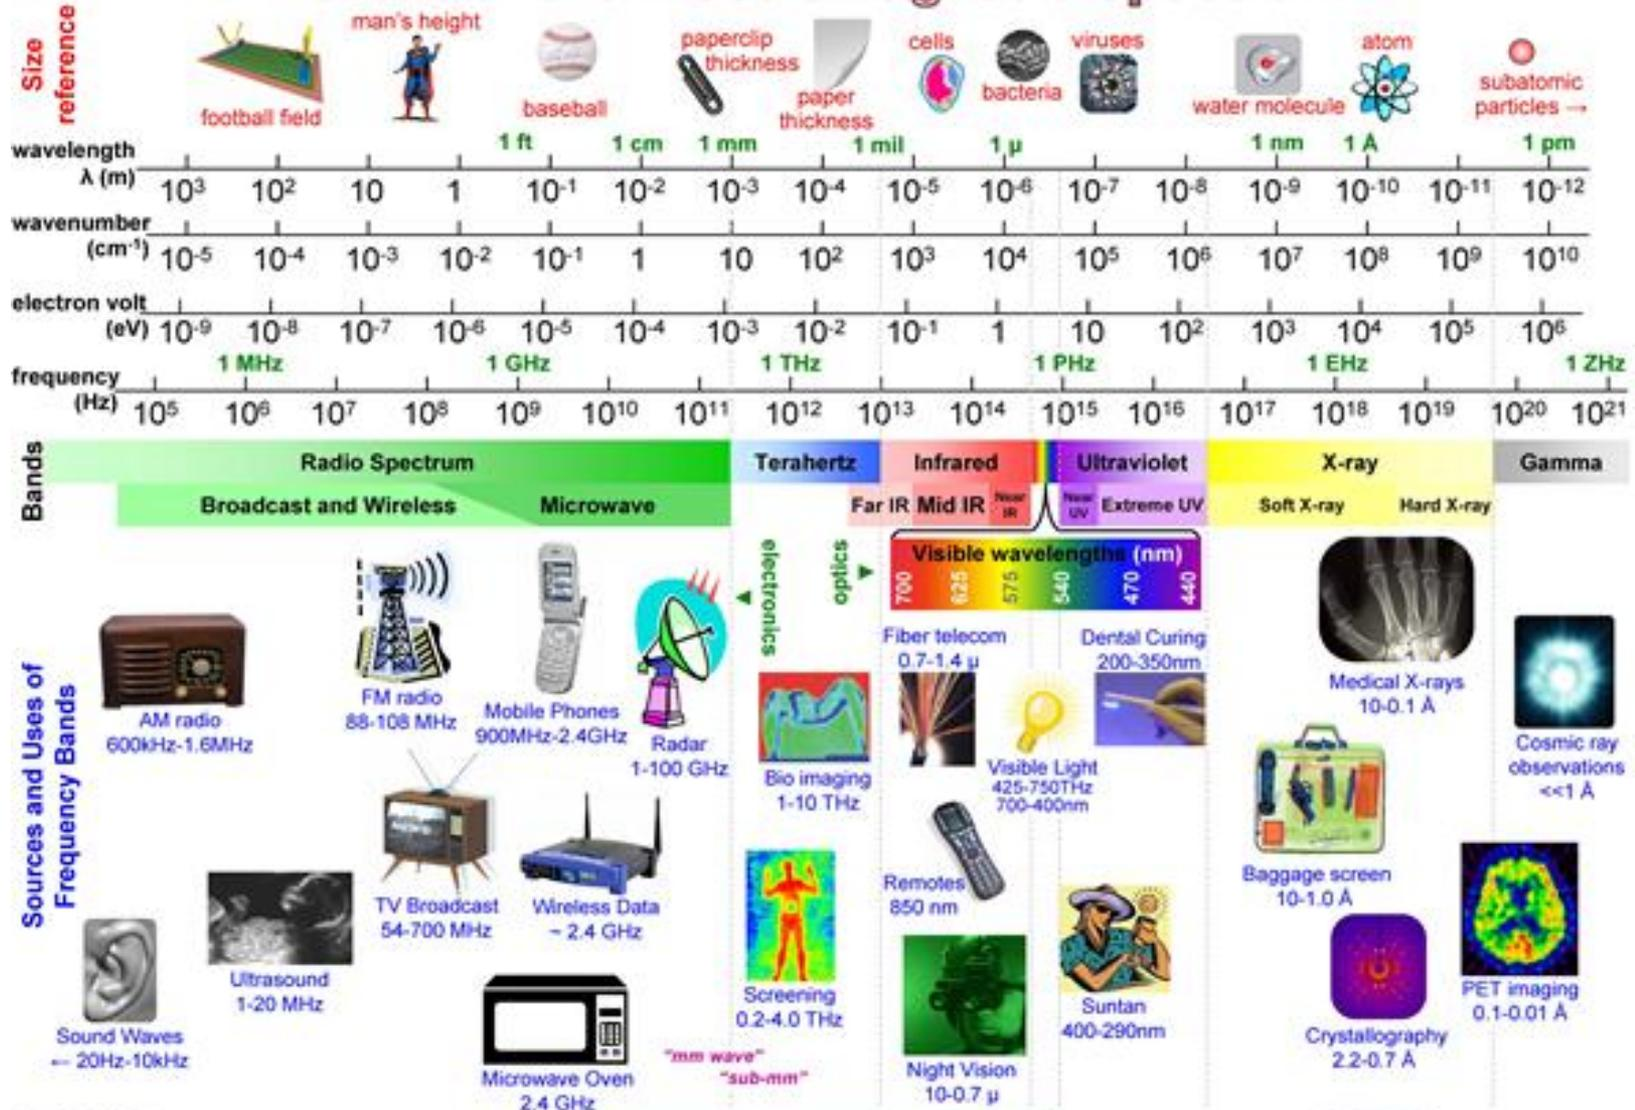 Size reference
football field
man's height
baseball
paperclip thickness
paper thickness
cells
bacteria
viruses
water molecule
atom
subatomic particles →
1 ft 1 cm 1 mm 1 mil 1 µ 1 nm 1 Å 1 pm
wavelength λ (m)
10³ 10² 10 1 10⁻¹ 10⁻² 10⁻³ 10⁻⁴ 10⁻⁵ 10⁻⁶ 10⁻⁷ 10⁻⁸ 10⁻⁹ 10⁻¹⁰ 10⁻¹¹ 10⁻¹²
wavenumber (cm⁻¹)
10⁻⁵ 10⁻⁴ 10⁻³ 10⁻² 10⁻¹ 1 10 10² 10³ 10⁴ 10⁵ 10⁶ 10⁷ 10⁸ 10⁹ 10¹⁰
electron volt (eV)
10⁻⁹ 10⁻⁸ 10⁻⁷ 10⁻⁶ 10⁻⁵ 10⁻⁴ 10⁻³ 10⁻² 10⁻¹ 1 10 10² 10³ 10⁴ 10⁵ 10⁶
1 MHz 1 GHz 1 THz 1 PHz 1 EHz 1 ZHz
frequency (Hz)
10⁵ 10⁶ 10⁷ 10⁸ 10⁹ 10¹⁰ 10¹¹ 10¹² 10¹³ 10¹⁴ 10¹⁵ 10¹⁶ 10¹⁷ 10¹⁸ 10¹⁹ 10²⁰ 10²¹
Bands
Radio Spectrum Terahertz Infrared Ultraviolet X-ray Gamma
Broadcast and Wireless Microwave Far IR Mid IR Near IR Near UV Extreme UV Soft X-ray Hard X-ray
electronics
optics
Visible wavelengths (nm)
700 625 575 540 470 440
Sources and Uses of Frequency Bands
AM radio
600kHz-1.6MHz
FM radio
88-108 MHz
Mobile Phones
900MHz-2.4GHz
Radar
1-100 GHz
Bio imaging
1-10 THz
Fiber telecom
0.7-1.4 µ
Visible Light
425-750THz
700-400nm
Dental Curing
200-350nm
Medical X-rays
10-0.1 Å
Cosmic ray
observations
<<1 Å
TV Broadcast
54-700 MHz
Wireless Data
~ 2.4 GHz
Remotes
850 nm
Baggage screen
10-1.0 Å
Ultrasound
1-20 MHz
Sound Waves
← 20Hz-10kHz
Microwave Oven
2.4 GHz
"mm wave"
"sub-mm"
Screening
0.2-4.0 THz
Night Vision
10-0.7 µ
Suntan
400-290nm
Crystallography
2.2-0.7 Å
PET imaging
0.1-0.01 Å